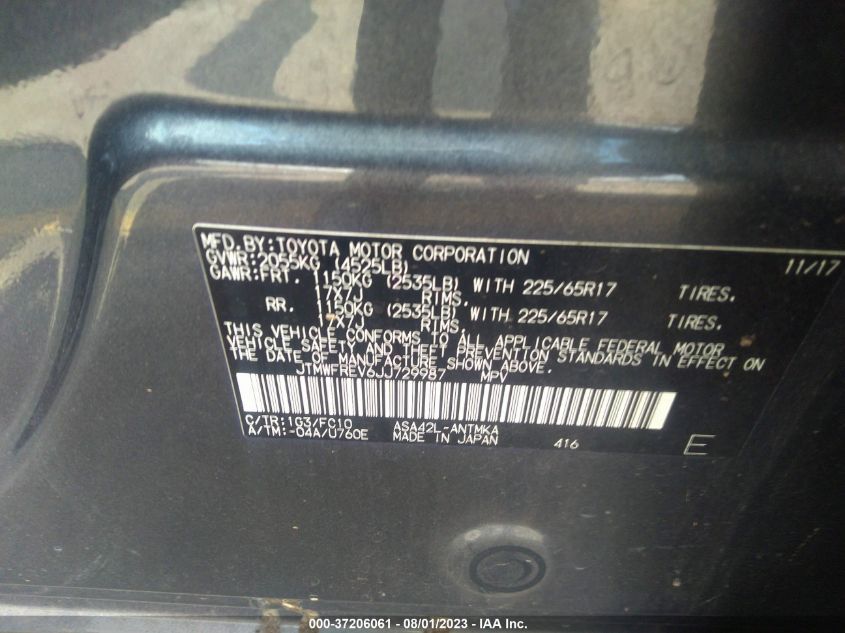 MFD.BY:TOYOTA MOTOR CORPORATION 11/17
GVWR:2055KG (4525LB)
GAWR:FRT. 1150KG (2535LB) WITH 225/65R17 TIRES.
17X7J RIMS.
RR. 1150KG (2535LB) WITH 225/65R17 TIRES.
17X7J RIMS.
THIS VEHICLE CONFORMS TO ALL APPLICABLE FEDERAL MOTOR
VEHICLE SAFETY AND THEFT PREVENTION STANDARDS IN EFFECT ON
THE DATE OF MANUFACTURE SHOWN ABOVE.
JTMWFREV6JJ729987 MPV
C/TR:1G3/FC10 ASA42L-ANTMKA
A/TM:-04A/U760E MADE IN JAPAN 416 E
000-37206061 - 08/01/2023 - IAA Inc.